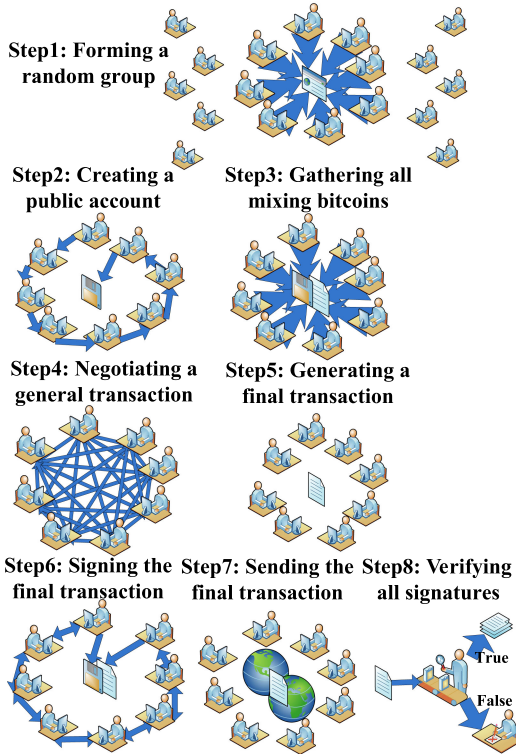 Step1: Forming a
random group
Step2: Creating a
public account
Step3: Gathering all
mixing bitcoins
Step4: Negotiating a
general transaction
Step5: Generating a
final transaction
Step6: Signing the
final transaction
Step7: Sending the
final transaction
Step8: Verifying
all signatures
True
False